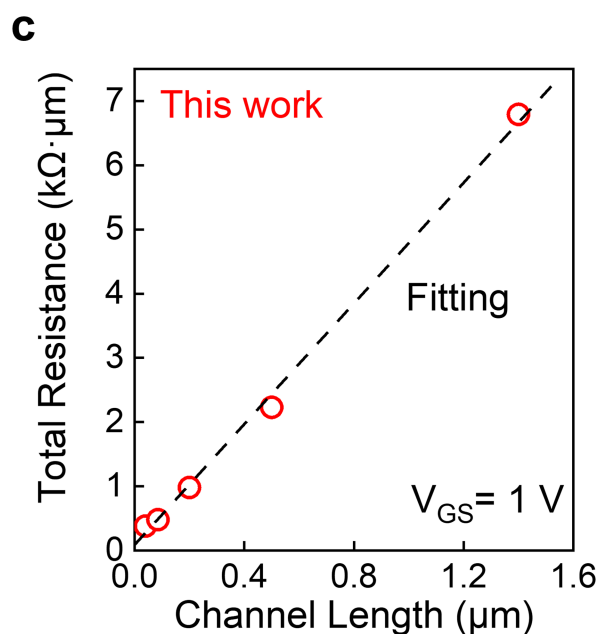 c
Total Resistance (kΩ·μm)
7
6
5
4
3
2
1
0
This work
Fitting
V_GS= 1 V
0.0 0.4 0.8 1.2 1.6
Channel Length (μm)